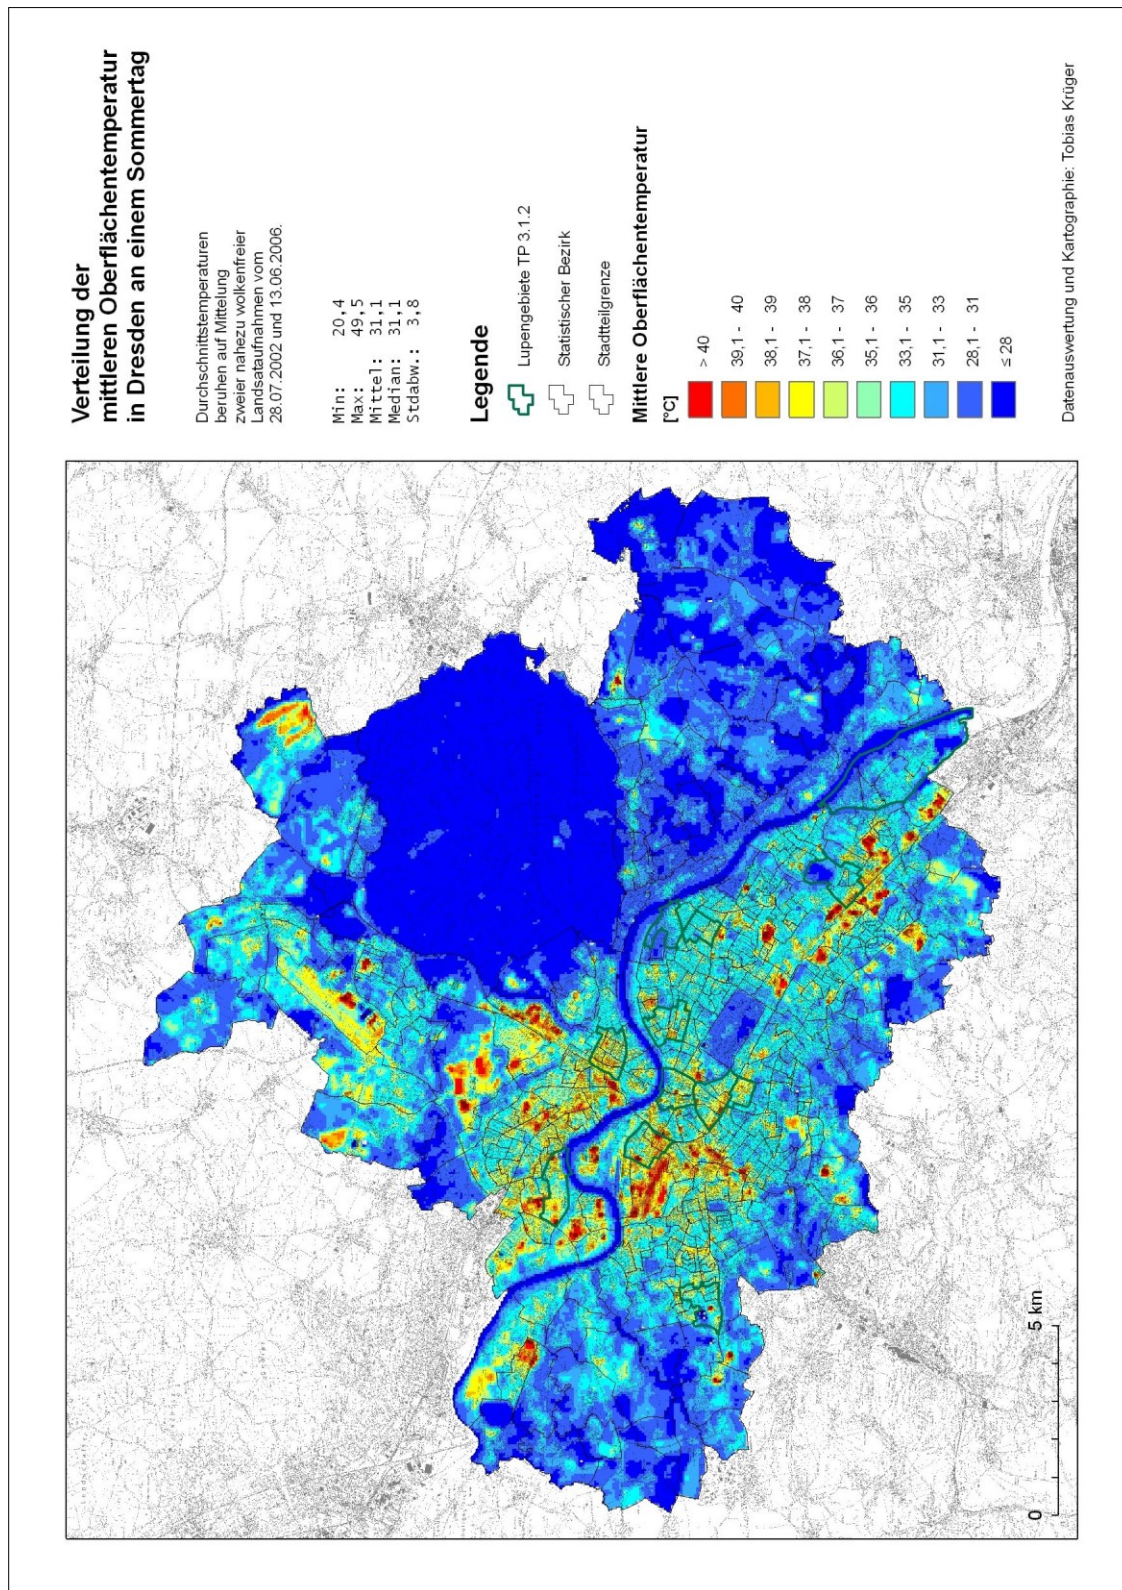 Verteilung der
mittleren Oberflächentemperatur
in Dresden an einem Sommertag
Durchschnittstemperaturen
beruhen auf Mittelung
zweier nahezu wolkenfreier
Landsataufnahmen vom
28.07.2002 und 13.06.2006.
Min: 20,4
Max: 49,5
Mittel: 31,1
Median: 31,1
Stdabw.: 3,8
Legende
Lupengebiete TP 3.1.2
Statistischer Bezirk
Stadtteilgrenze
Mittlere Oberflächentemperatur
[°C]
> 40
39,1 - 40
38,1 - 39
37,1 - 38
36,1 - 37
35,1 - 36
33,1 - 35
31,1 - 33
28,1 - 31
≤ 28
Datenauswertung und Kartographie: Tobias Krüger
0 5 km